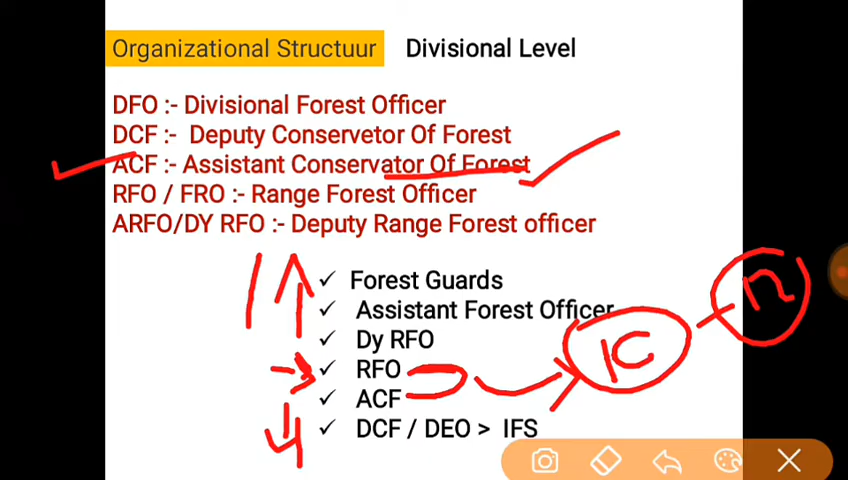 Organizational Structuur Divisional Level
DFO :- Divisional Forest Officer
DCF :- Deputy Conservetor Of Forest
ACF :- Assistant Conservator Of Forest
RFO / FRO :- Range Forest Officer
ARFO/DY RFO :- Deputy Range Forest officer
✓ Forest Guards
✓ Assistant Forest Officer
✓ Dy RFO
✓ RFO
✓ ACF
✓ DCF / DEO > IFS